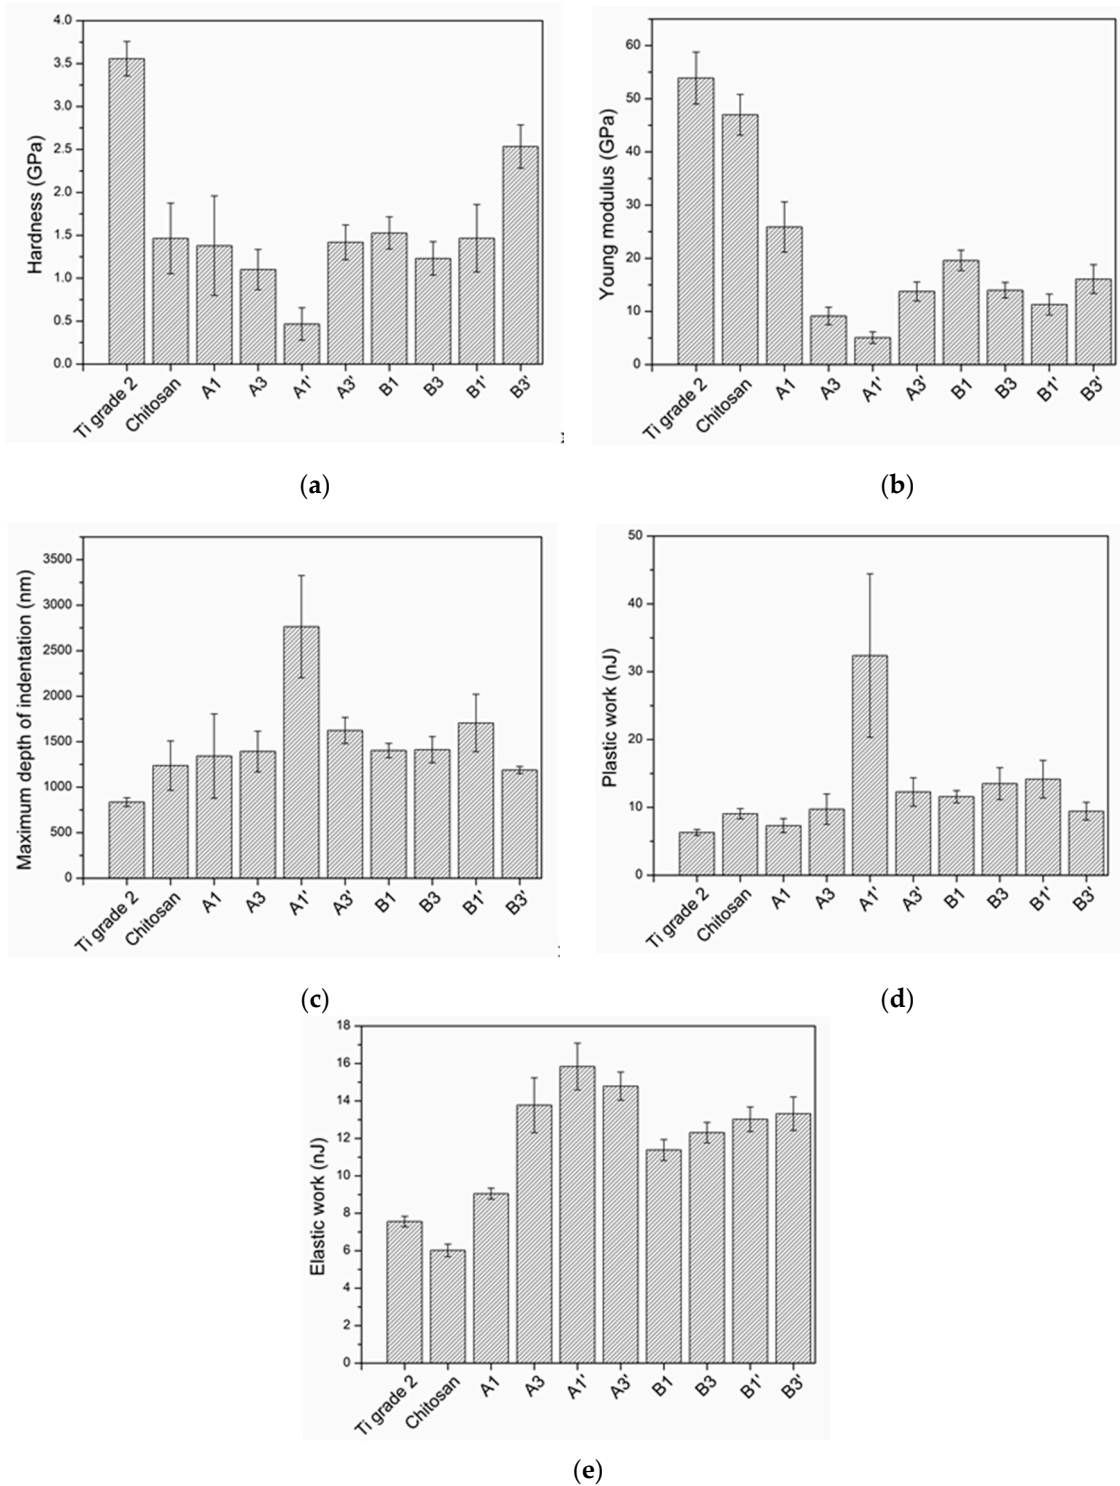 4.0
3.5
3.0
2.5
2.0
1.5
1.0
0.5
0.0
Hardness (GPa)
Ti grade 2
Chitosan
A1
A3
A1'
A3'
B1
B3
B1'
B3'
(a)
60
50
40
30
20
10
0
Young modulus (GPa)
Ti grade 2
Chitosan
A1
A3
A1'
A3'
B1
B3
B1'
B3'
(b)
3500
3000
2500
2000
1500
1000
500
0
Maximum depth of indentation (nm)
Ti grade 2
Chitosan
A1
A3
A1'
A3'
B1
B3
B1'
B3'
(c)
50
40
30
20
10
0
Plastic work (nJ)
Ti grade 2
Chitosan
A1
A3
A1'
A3'
B1
B3
B1'
B3'
(d)
18
16
14
12
10
8
6
4
2
0
Elastic work (nJ)
Ti grade 2
Chitosan
A1
A3
A1'
A3'
B1
B3
B1'
B3'
(e)